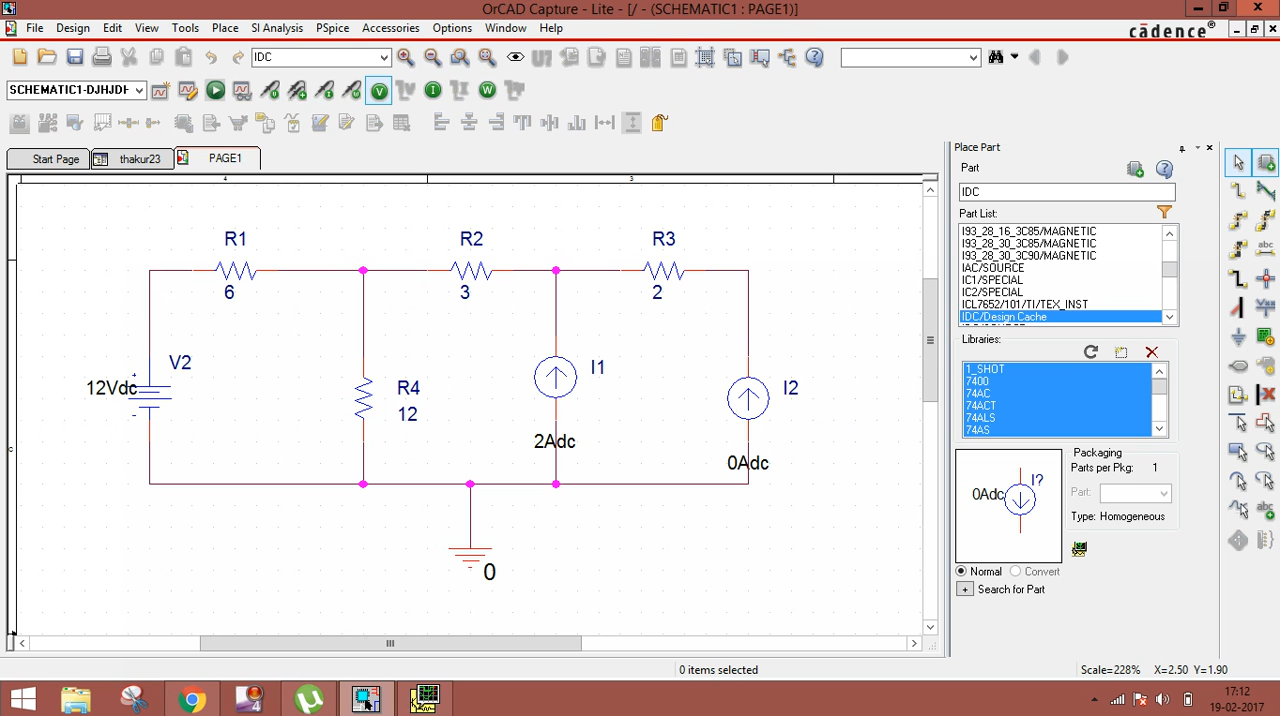 OrCAD Capture - Lite - [/ - (SCHEMATIC1 : PAGE1)]
File Design Edit View Tools Place SI Analysis PSpice Accessories Options Window Help
cādence®
IDC
SCHEMATIC1-DJHJDF
Start Page thakur23 PAGE1
4 3
R1 R2 R3
6 3 2
V2
12Vdc
R4
12
I1
2Adc
I2
0Adc
0
C
Place Part
Part
IDC
Part List:
I93_28_16_3C85/MAGNETIC
I93_28_30_3C85/MAGNETIC
I93_28_30_3C90/MAGNETIC
IAC/SOURCE
IC1/SPECIAL
IC2/SPECIAL
ICL7652/101/TI/TEX_INST
IDC/Design Cache
Libraries:
1_SHOT
7400
74AC
74ACT
74ALS
74AS
0Adc
I?
Packaging
Parts per Pkg: 1
Part:
Type: Homogeneous
Normal Convert
+ Search for Part
0 items selected
Scale=228% X=2.50 Y=1.90
17:12
19-02-2017